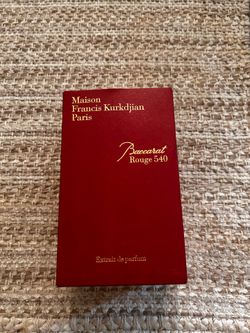 Maison
Francis Kurkdjian
Paris
Baccarat
Rouge 540
Extrait de parfum